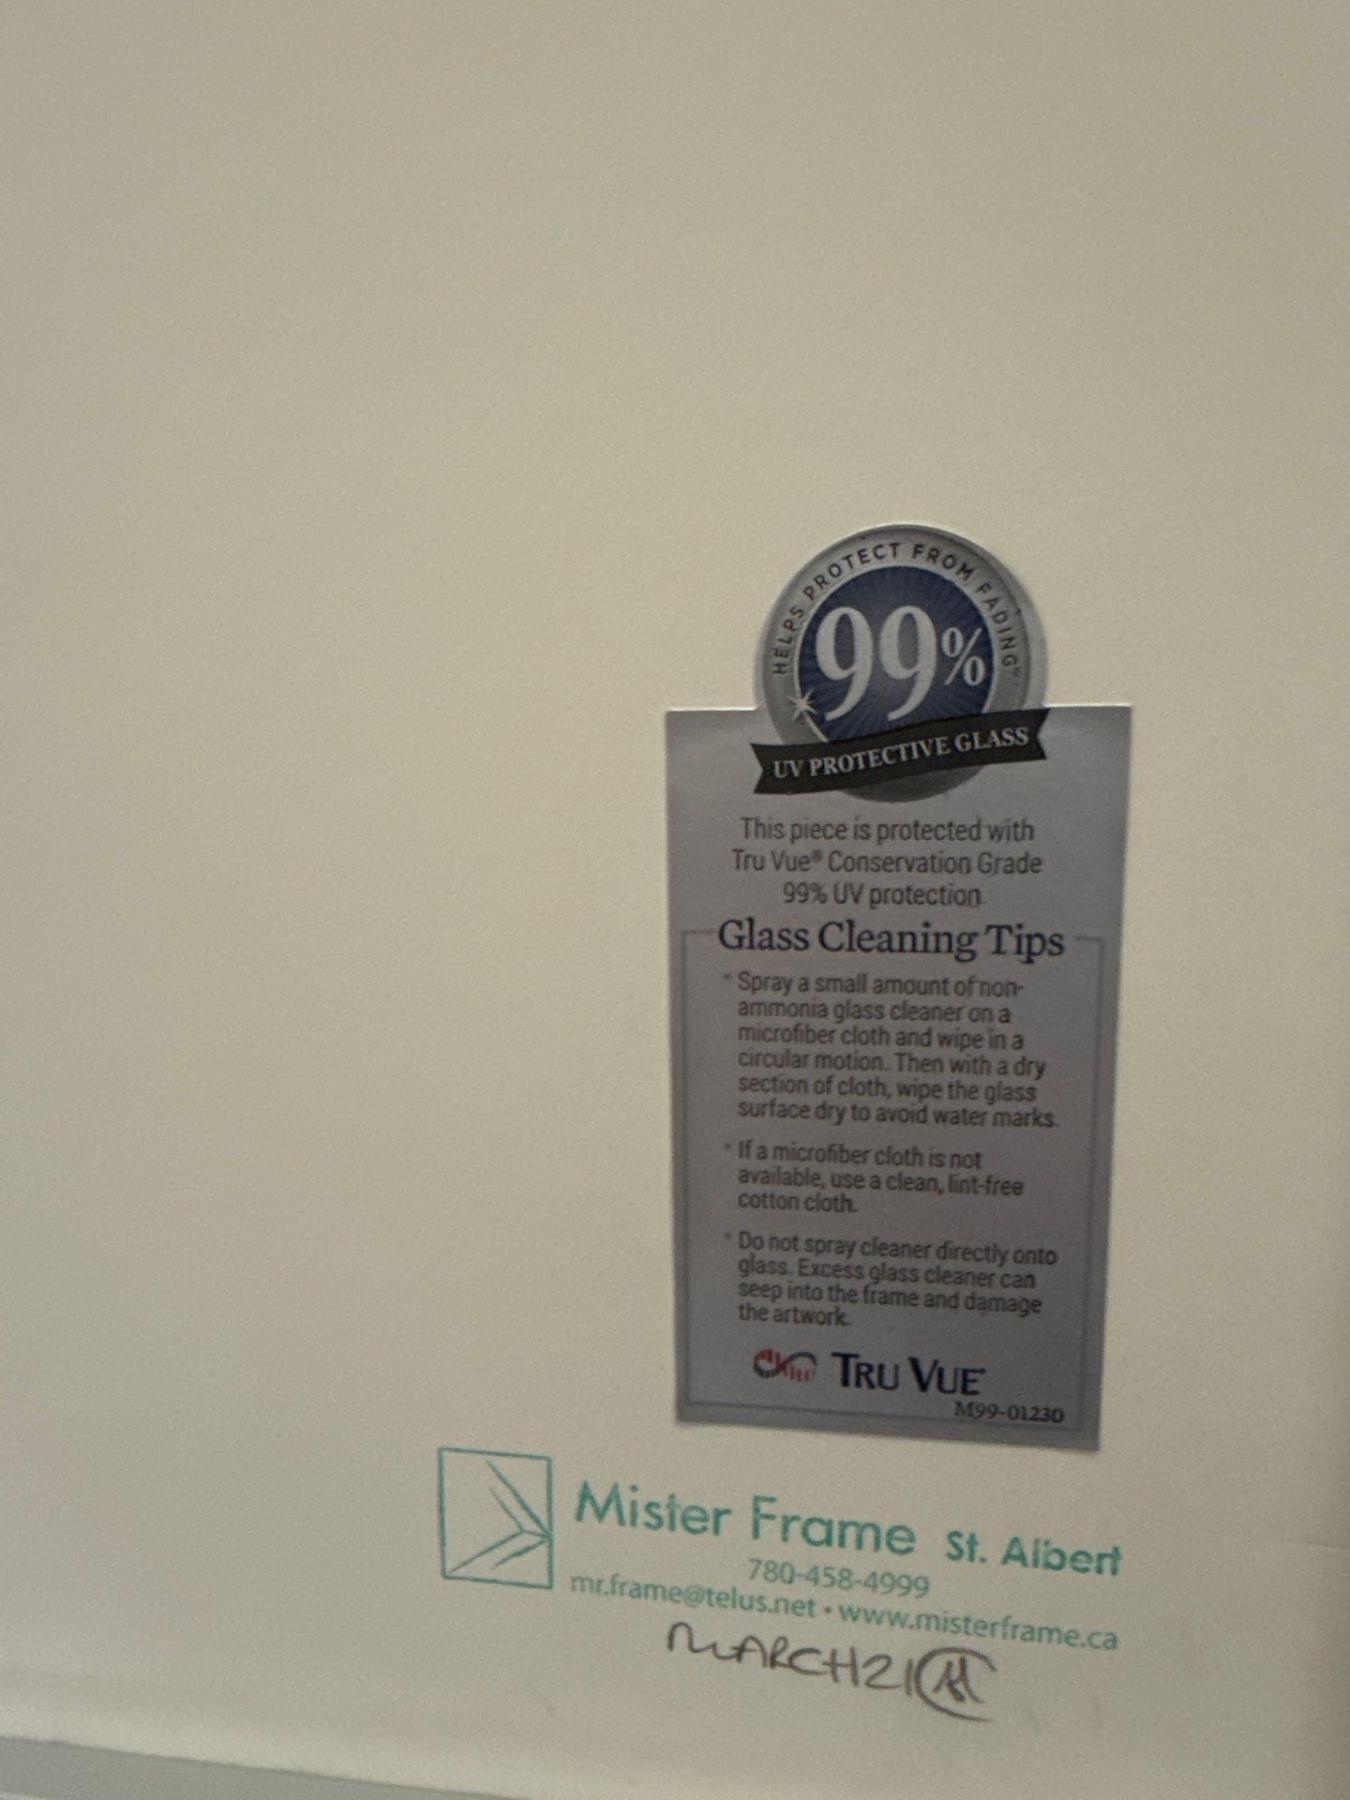 HELPS PROTECT FROM FADING
99%
UV PROTECTIVE GLASS
This piece is protected with
Tru Vue® Conservation Grade
99% UV protection.
Glass Cleaning Tips
* Spray a small amount of non-
ammonia glass cleaner on a
microfiber cloth and wipe in a
circular motion. Then with a dry
section of cloth, wipe the glass
surface dry to avoid water marks.
* If a microfiber cloth is not
available, use a clean, lint-free
cotton cloth.
* Do not spray cleaner directly onto
glass. Excess glass cleaner can
seep into the frame and damage
the artwork.
TRU VUE
M99-01230
Mister Frame St. Albert
780-458-4999
mr.frame@telus.net • www.misterframe.ca
MARCH 21